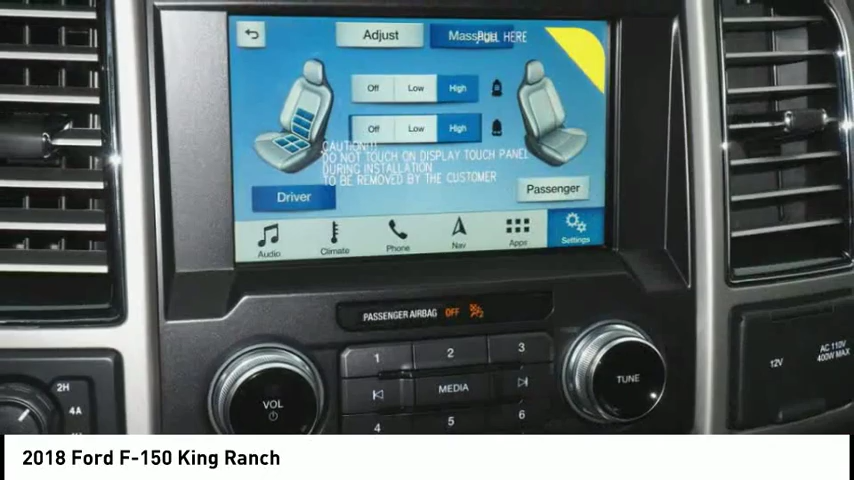 Adjust
Massage
PULL HERE
Off Low High
Off Low High
CAUTION!!
DO NOT TOUCH ON DISPLAY TOUCH PANEL
DURING INSTALLATION
TO BE REMOVED BY THE CUSTOMER
Driver
Passenger
Audio
Climate
Phone
Nav
Apps
Settings
PASSENGER AIRBAG OFF
1
2
3
VOL
MEDIA
TUNE
4
5
6
2H
4A
12V
AC 110V
400W MAX
2018 Ford F-150 King Ranch